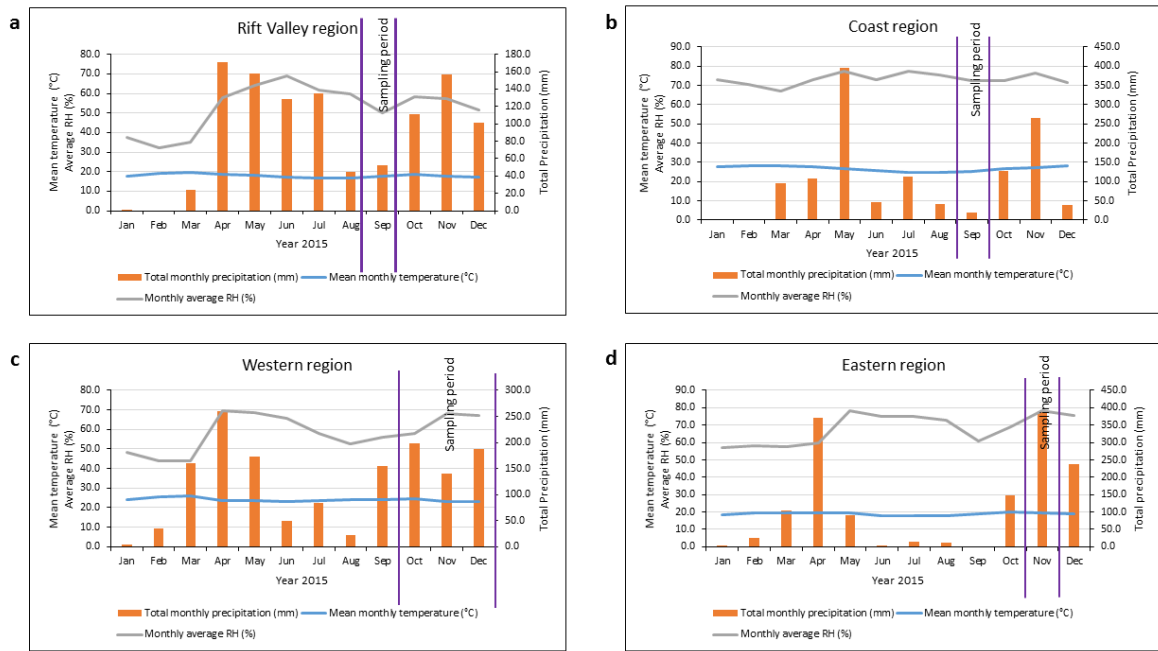 a
Rift Valley region
Sampling period
Mean temperature (°C)
Average RH (%)
80.0
70.0
60.0
50.0
40.0
30.0
20.0
10.0
0.0
180.0
160.0
140.0
120.0
100.0
80.0
60.0
40.0
20.0
0.0
Total Precipitation (mm)
Jan Feb Mar Apr May Jun Jul Aug Sep Oct Nov Dec
Year 2015
Total monthly precipitation (mm) Mean monthly temperature (°C)
Monthly average RH (%)
b
Coast region
Sampling period
Mean temperature (°C)
Average RH (%)
90.0
80.0
70.0
60.0
50.0
40.0
30.0
20.0
10.0
0.0
450.0
400.0
350.0
300.0
250.0
200.0
150.0
100.0
50.0
0.0
Total Precipitation (mm)
Jan Feb Mar Apr May Jun Jul Aug Sep Oct Nov Dec
Year 2015
Total monthly precipitation (mm) Mean monthly temperature (°C)
Monthly average RH (%)
c
Western region
Sampling period
Mean temperature (°C)
Average RH (%)
80.0
70.0
60.0
50.0
40.0
30.0
20.0
10.0
0.0
300.0
250.0
200.0
150.0
100.0
50.0
0.0
Total Precipitation (mm)
Jan Feb Mar Apr May Jun Jul Aug Sep Oct Nov Dec
Year 2015
Total monthly precipitation (mm) Mean monthly temperature (°C)
Monthly average RH (%)
d
Eastern region
Sampling period
Mean temperature (°C)
Average RH (%)
90.0
80.0
70.0
60.0
50.0
40.0
30.0
20.0
10.0
0.0
450.0
400.0
350.0
300.0
250.0
200.0
150.0
100.0
50.0
0.0
Total Precipitation (mm)
Jan Feb Mar Apr May Jun Jul Aug Sep Oct Nov Dec
Year 2015
Total monthly precipitation (mm) Mean monthly temperature (°C)
Monthly average RH (%)